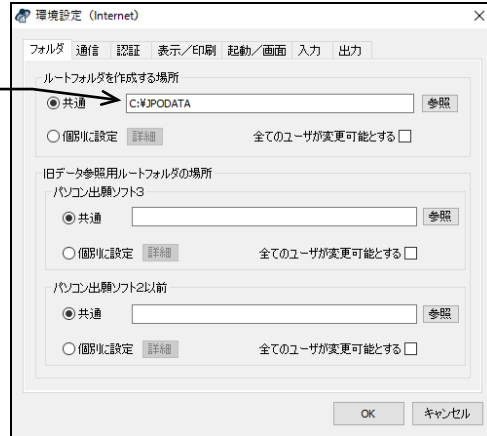 環境設定（Internet）
フォルダ 通信 認証 表示／印刷 起動／画面 入力 出力
ルートフォルダを作成する場所
共通 C:¥JPODATA 参照
個別に設定 詳細 全てのユーザが変更可能とする
旧データ参照用ルートフォルダの場所
パソコン出願ソフト3
共通 参照
個別に設定 詳細 全てのユーザが変更可能とする
パソコン出願ソフト2以前
共通 参照
個別に設定 詳細 全てのユーザが変更可能とする
OK キャンセル